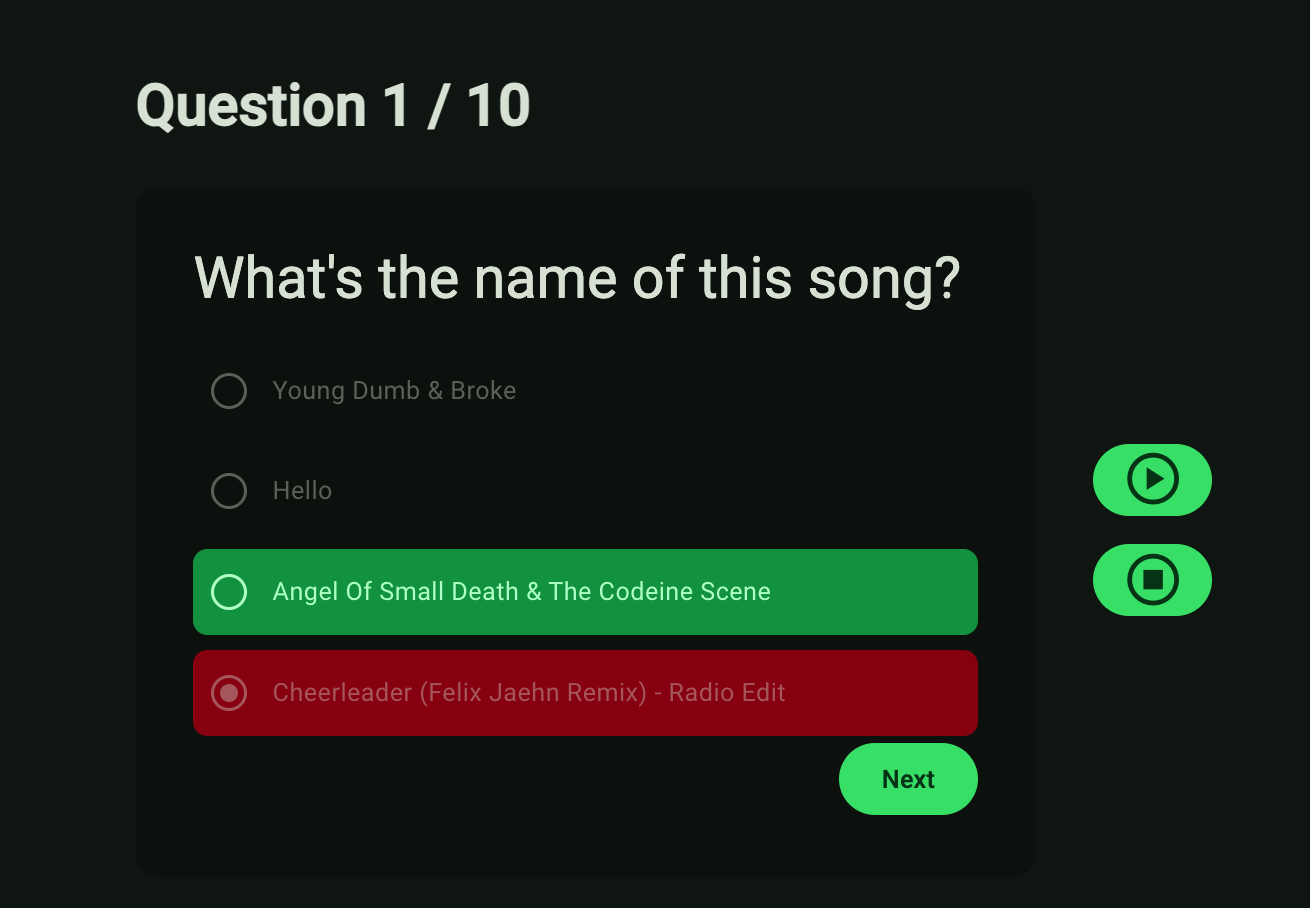 Question 1 / 10
What's the name of this song?
Young Dumb & Broke
Hello
Angel Of Small Death & The Codeine Scene
Cheerleader (Felix Jaehn Remix) - Radio Edit
Next